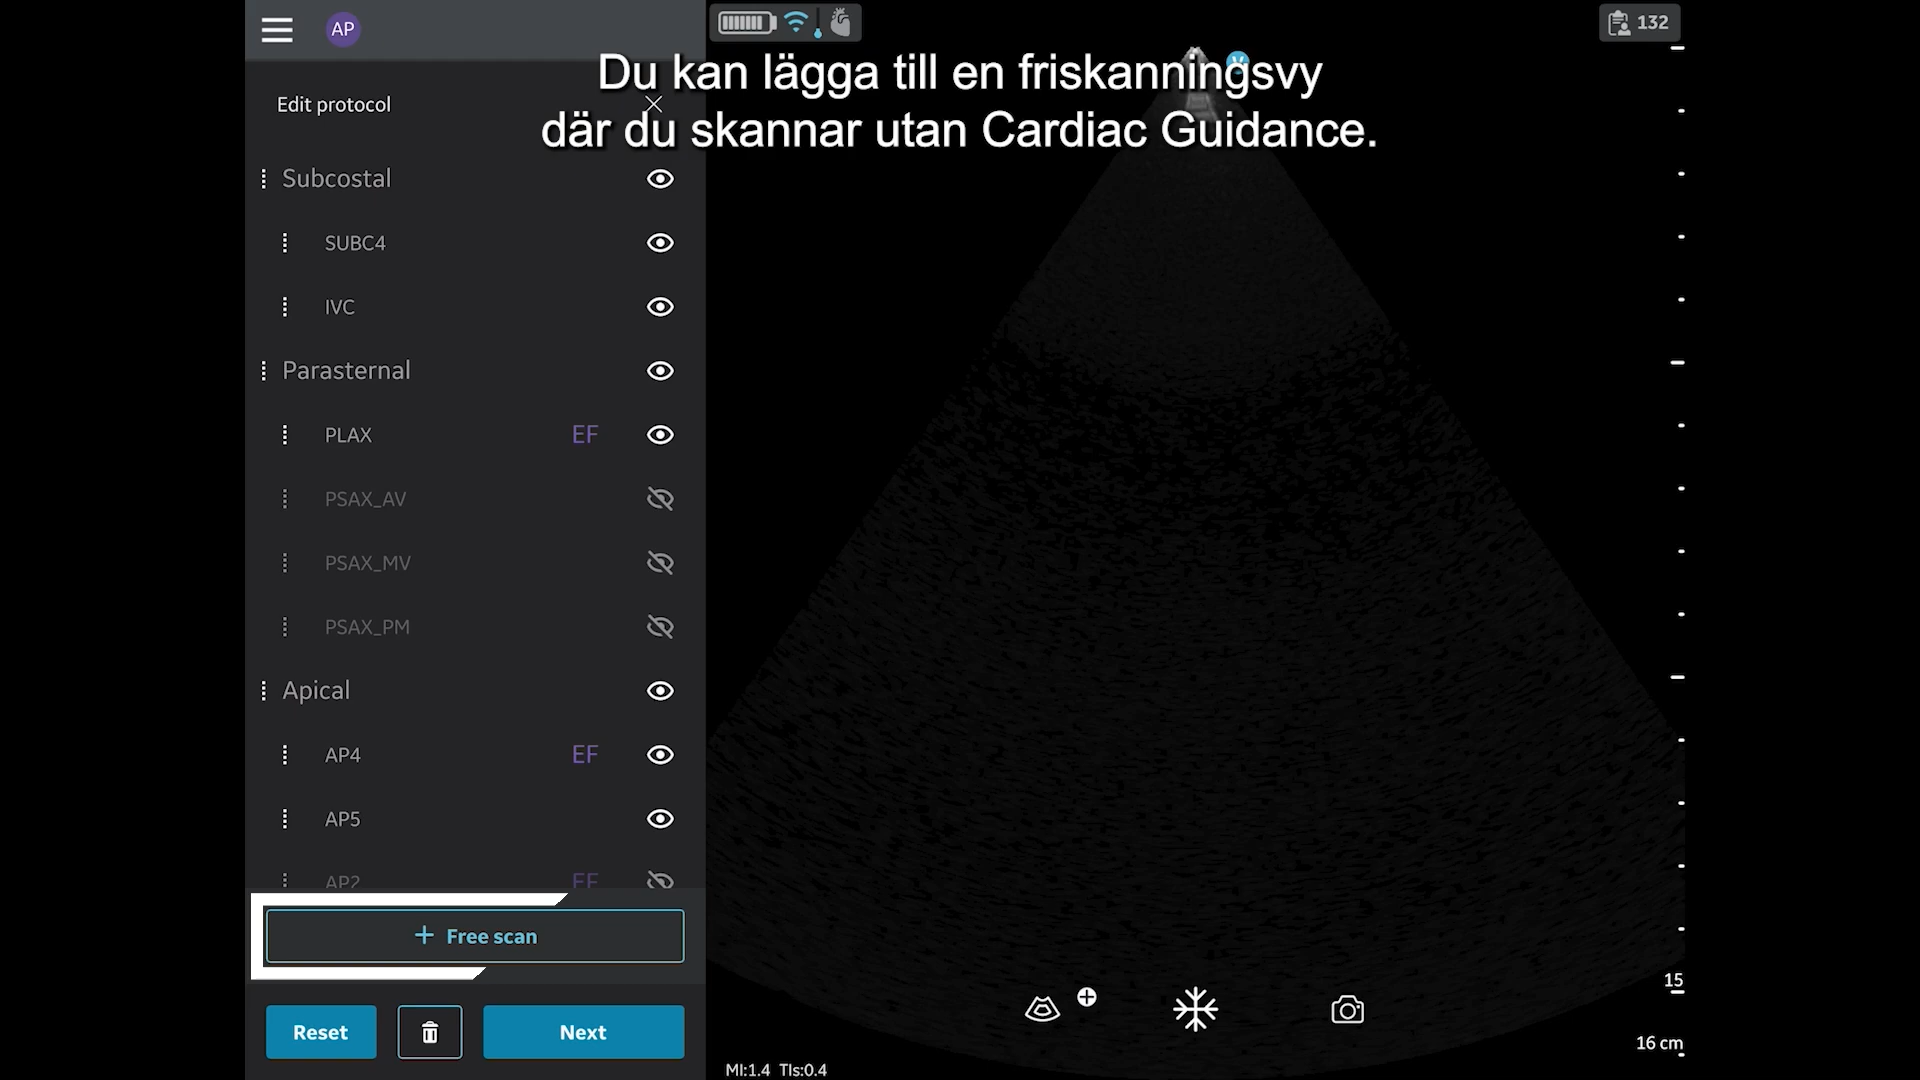 AP
132
Du kan lägga till en friskanningsvy
där du skannar utan Cardiac Guidance.
Edit protocol
Subcostal
SUBC4
IVC
Parasternal
PLAX EF
PSAX_AV
PSAX_MV
PSAX_PM
Apical
AP4 EF
AP5
AP2 EF
+ Free scan
Reset
Next
15
16 cm
MI:1.4 TIs:0.4